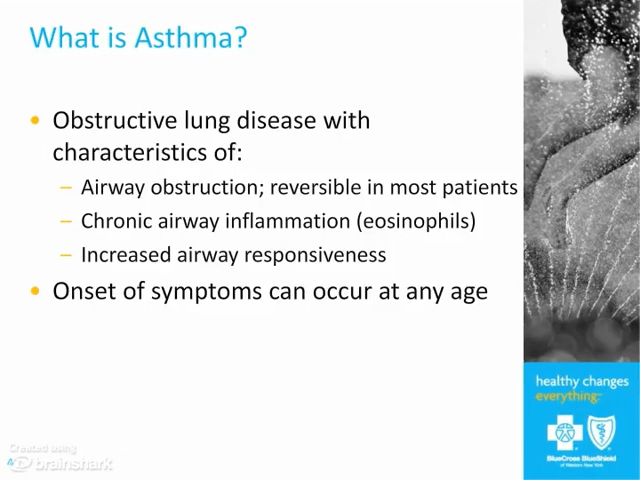 What is Asthma?
• Obstructive lung disease with
characteristics of:
– Airway obstruction; reversible in most patients
– Chronic airway inflammation (eosinophils)
– Increased airway responsiveness
• Onset of symptoms can occur at any age
healthy changes
everything.
BlueCross BlueShield
of Western New York
Created using
4
brainshark